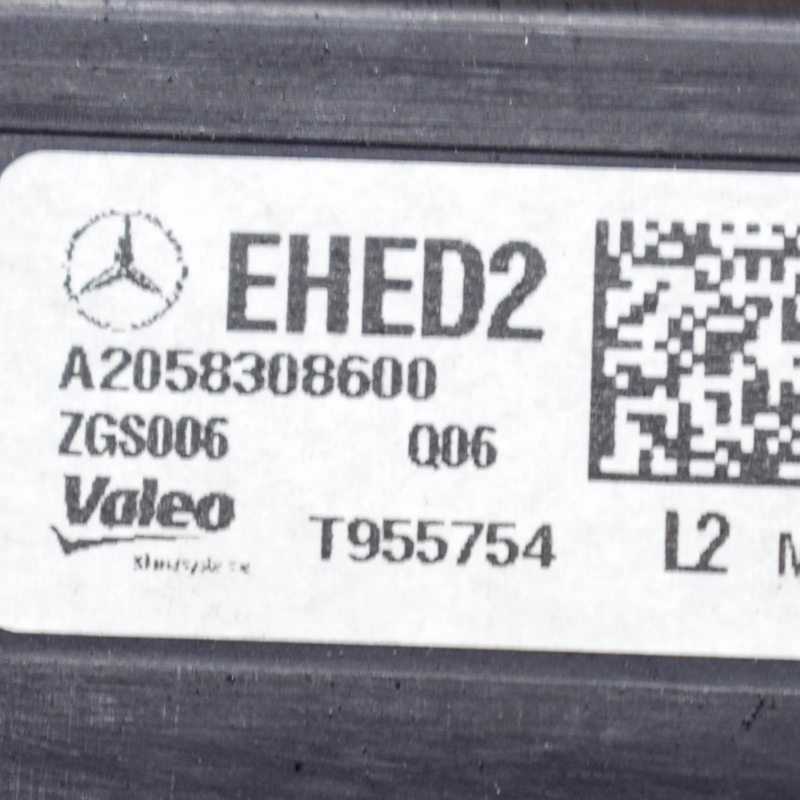 EHED2
A2058308600
ZGS006 Q06
Valeo
T955754 L2